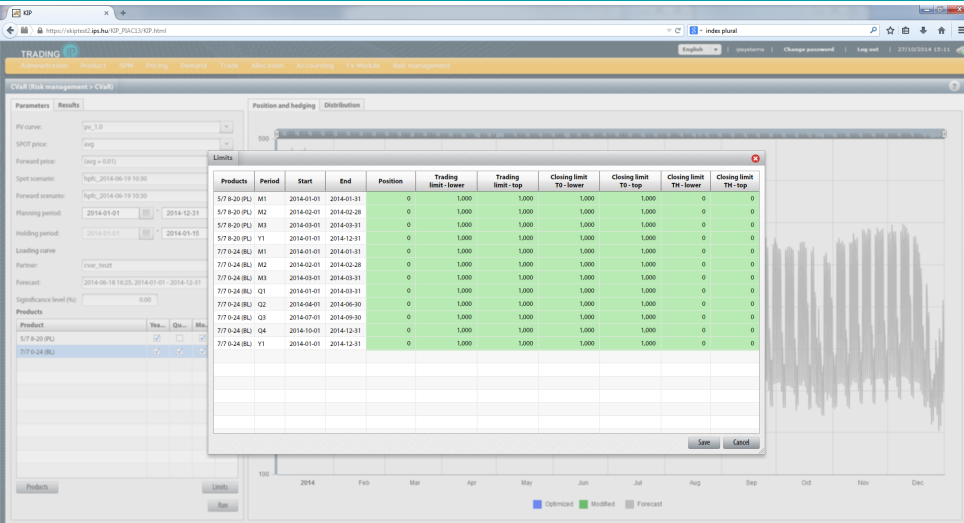 KIP
https://ekiptest2.ips.hu/KIP_PIAC13/KIP.html
index plural
TRADING
English | ipsystems | Change password | Log out | 27/10/2014 15:11
Administration Product RPM Pricing Demand Trade Allocation Accounting TX-Module Risk management
CVaR (Risk management > CVaR)
Parameters Results
Position and hedging Distribution
PV curve: pv_1.0
SPOT price: avg
Forward price: (avg + 0.01)
Spot scenario: hpfc_2014-06-19 10:30
Forward scenario: hpfc_2014-06-19 10:30
Planning period: 2014-01-01 - 2014-12-31
Holding period: 2014-01-01 - 2014-01-15
Loading curve
Partner: cvar_teszt
Forecast: 2014-06-18 16:25, 2014-01-01 - 2014-12-31
Significance level (%): 0.00
Products
Product Yea... Qu... Mo...
5/7 8-20 (PL)
7/7 0-24 (BL)
Products Limits
Run
500
Limits
Products Period Start End Position Trading limit - lower Trading limit - top Closing limit T0 - lower Closing limit T0 - top Closing limit TH - lower Closing limit TH - top
5/7 8-20 (PL) M1 2014-01-01 2014-01-31 0 1,000 1,000 1,000 1,000 0 0
5/7 8-20 (PL) M2 2014-02-01 2014-02-28 0 1,000 1,000 1,000 1,000 0 0
5/7 8-20 (PL) M3 2014-03-01 2014-03-31 0 1,000 1,000 1,000 1,000 0 0
5/7 8-20 (PL) Y1 2014-01-01 2014-12-31 0 1,000 1,000 1,000 1,000 0 0
7/7 0-24 (BL) M1 2014-01-01 2014-01-31 0 1,000 1,000 1,000 1,000 0 0
7/7 0-24 (BL) M2 2014-02-01 2014-02-28 0 1,000 1,000 1,000 1,000 0 0
7/7 0-24 (BL) M3 2014-03-01 2014-03-31 0 1,000 1,000 1,000 1,000 0 0
7/7 0-24 (BL) Q1 2014-01-01 2014-03-31 0 1,000 1,000 1,000 1,000 0 0
7/7 0-24 (BL) Q2 2014-04-01 2014-06-30 0 1,000 1,000 1,000 1,000 0 0
7/7 0-24 (BL) Q3 2014-07-01 2014-09-30 0 1,000 1,000 1,000 1,000 0 0
7/7 0-24 (BL) Q4 2014-10-01 2014-12-31 0 1,000 1,000 1,000 1,000 0 0
7/7 0-24 (BL) Y1 2014-01-01 2014-12-31 0 1,000 1,000 1,000 1,000 0 0
Save Cancel
100
2014 Feb Mar Apr May Jun Jul Aug Sep Oct Nov Dec
Optimized Modified Forecast